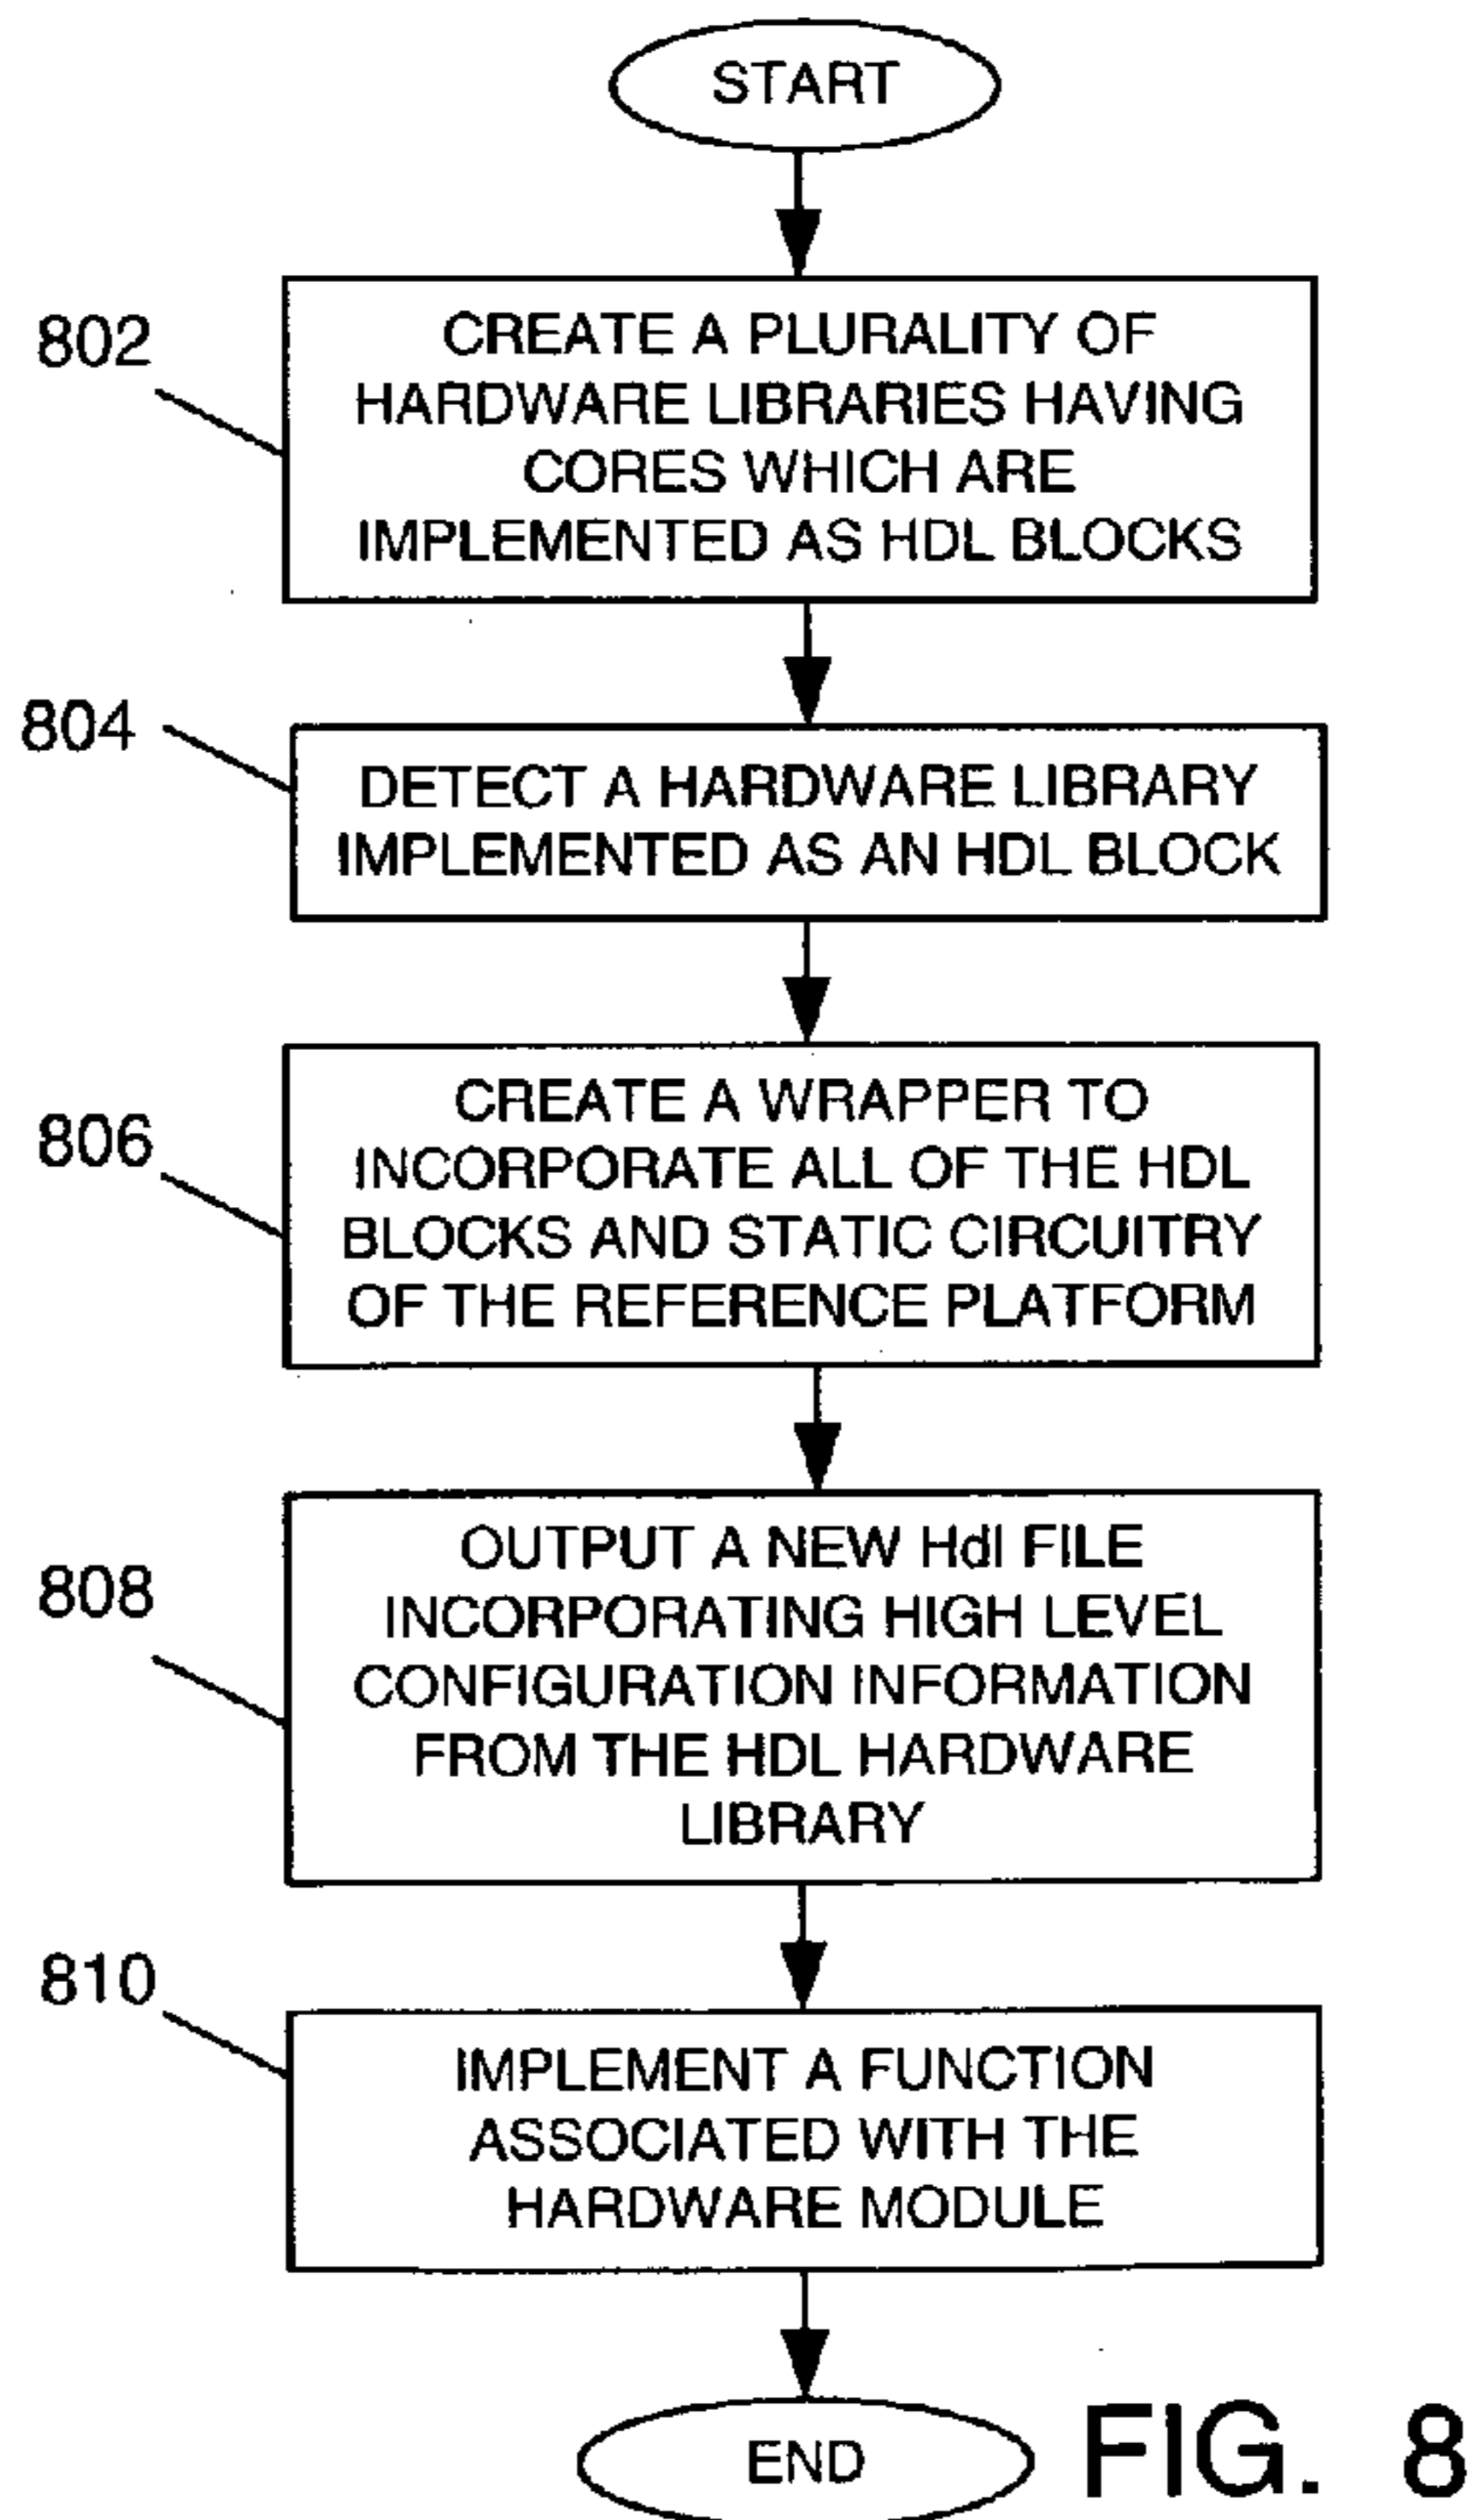 START
802
CREATE A PLURALITY OF
HARDWARE LIBRARIES HAVING
CORES WHICH ARE
IMPLEMENTED AS HDL BLOCKS
804
DETECT A HARDWARE LIBRARY
IMPLEMENTED AS AN HDL BLOCK
806
CREATE A WRAPPER TO
INCORPORATE ALL OF THE HDL
BLOCKS AND STATIC CIRCUITRY
OF THE REFERENCE PLATFORM
808
OUTPUT A NEW Hdl FILE
INCORPORATING HIGH LEVEL
CONFIGURATION INFORMATION
FROM THE HDL HARDWARE
LIBRARY
810
IMPLEMENT A FUNCTION
ASSOCIATED WITH THE
HARDWARE MODULE
END
FIG. 8